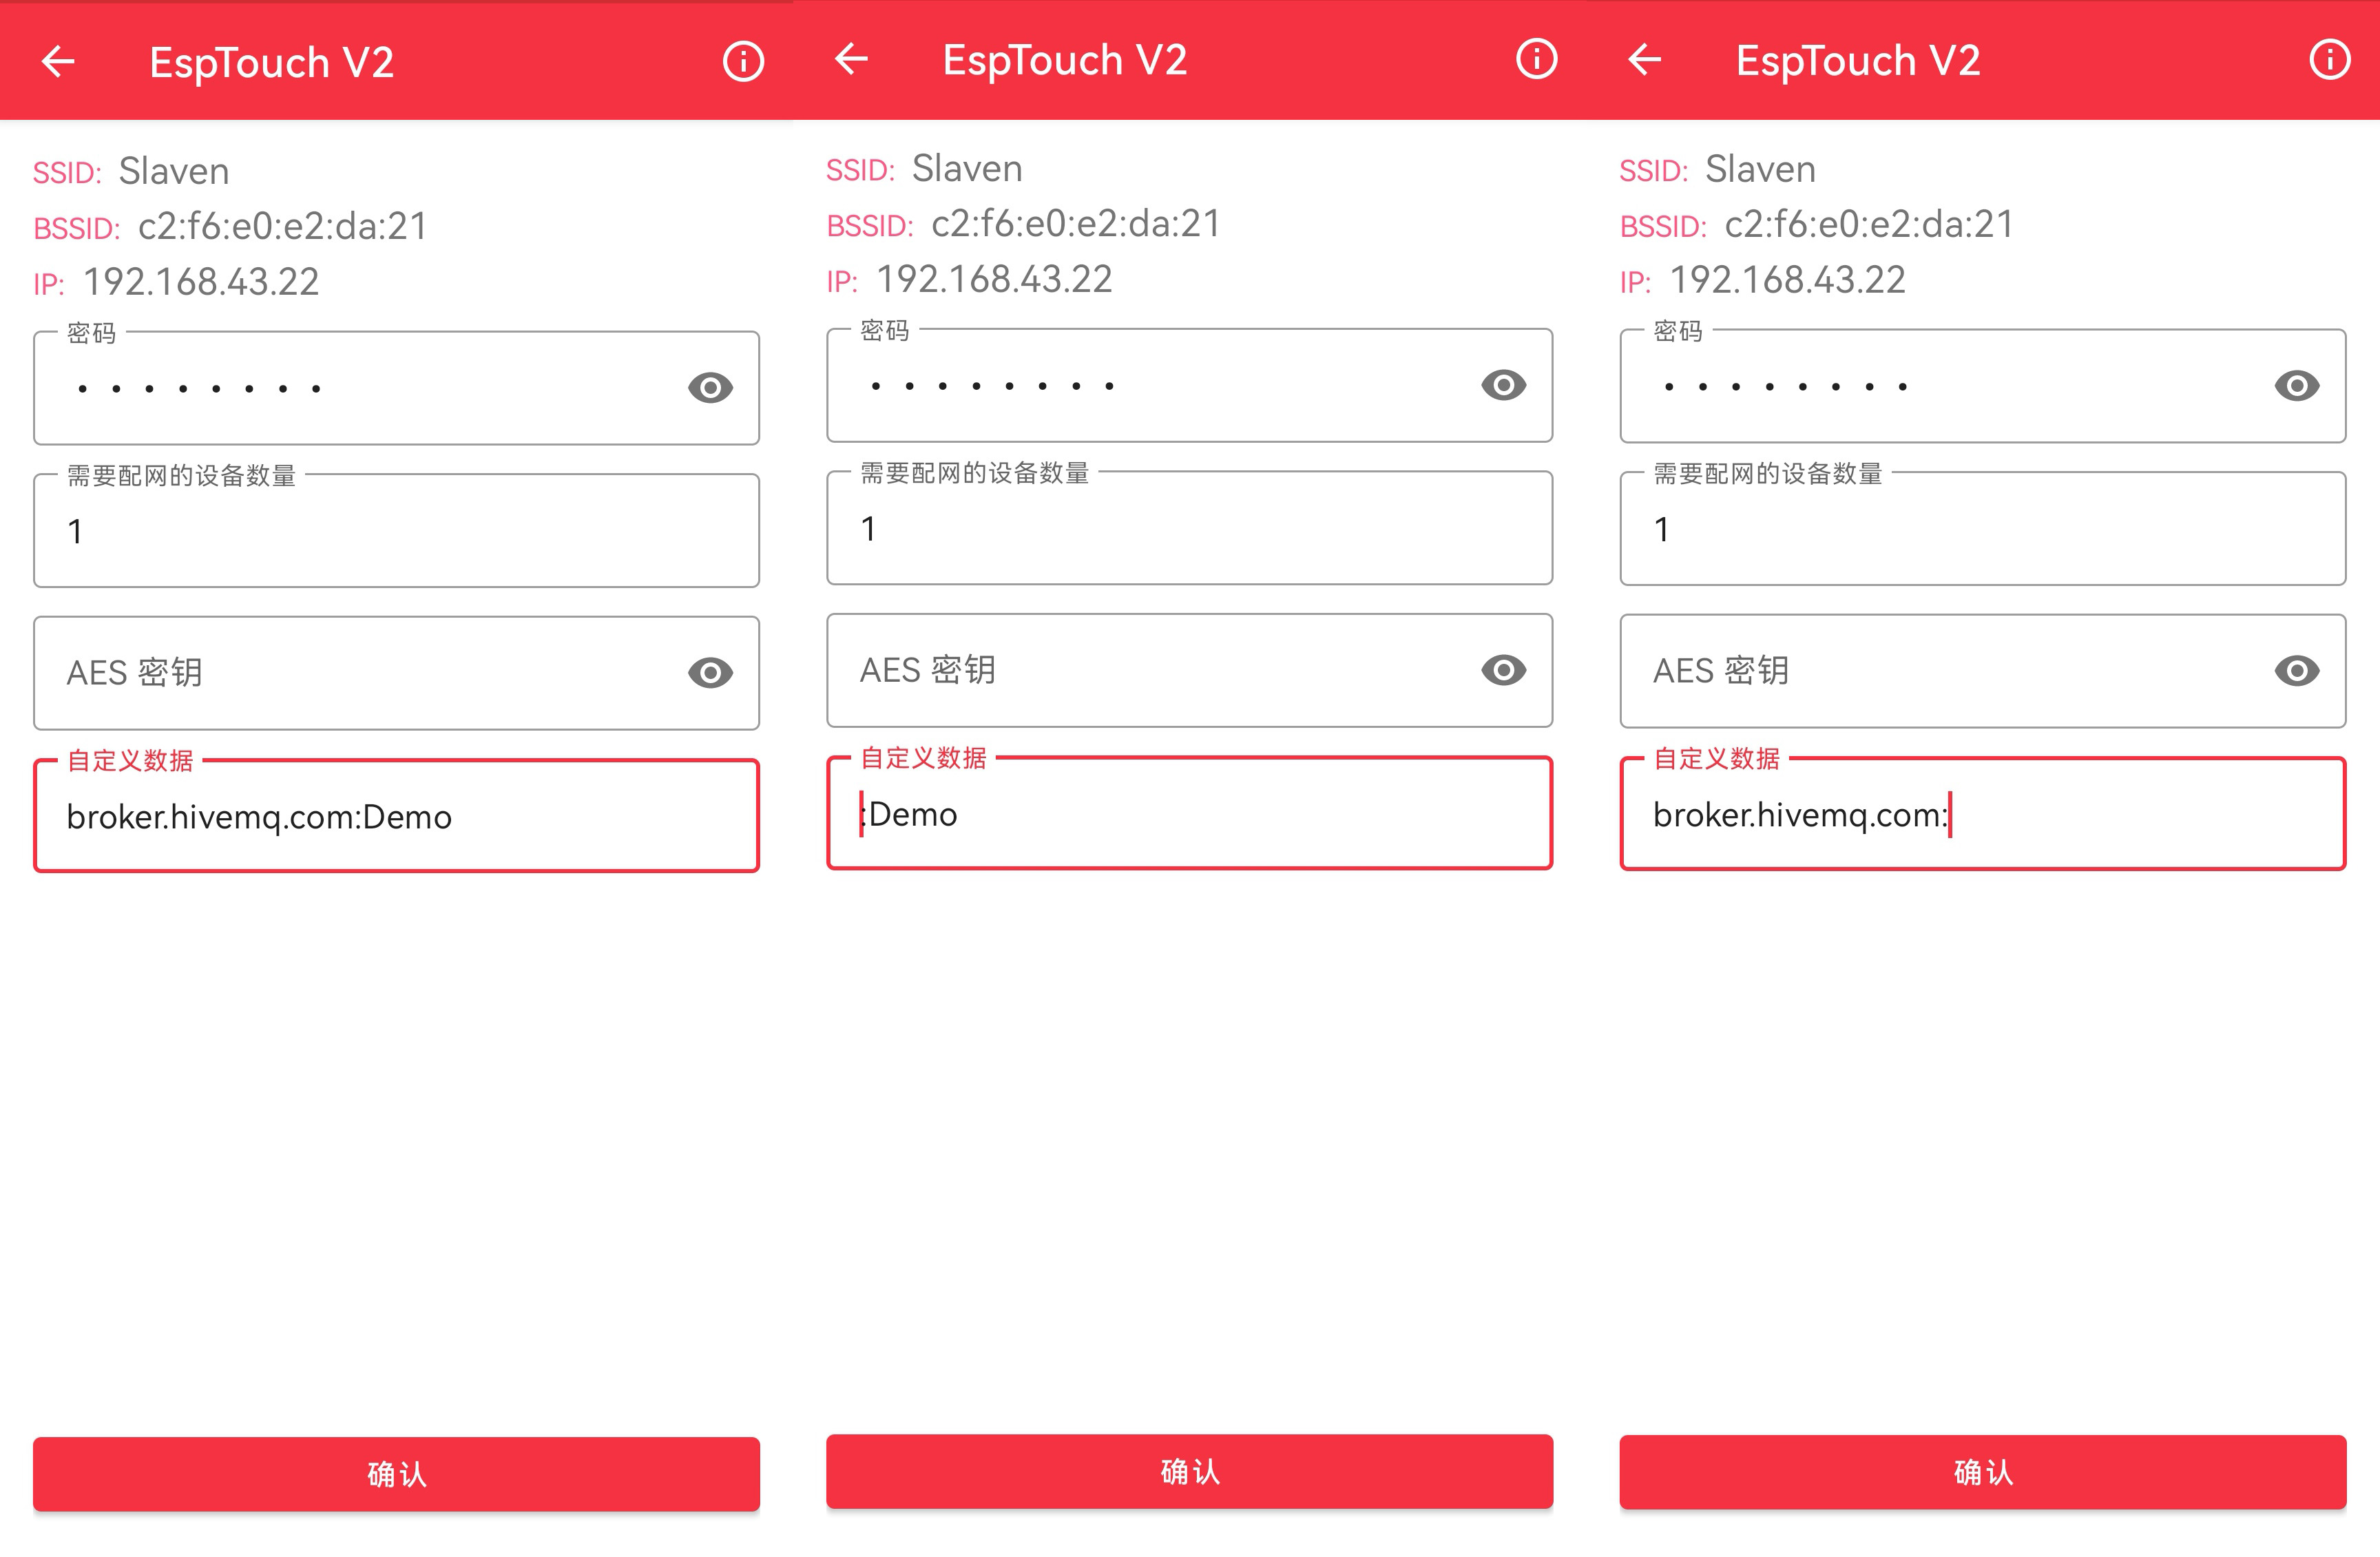 EspTouch V2
SSID: Slaven
BSSID: c2:f6:e0:e2:da:21
IP: 192.168.43.22
密码
••••••••
需要配网的设备数量
1
AES 密钥
自定义数据
broker.hivemq.com:Demo
确认
EspTouch V2
SSID: Slaven
BSSID: c2:f6:e0:e2:da:21
IP: 192.168.43.22
密码
••••••••
需要配网的设备数量
1
AES 密钥
自定义数据
:Demo
确认
EspTouch V2
SSID: Slaven
BSSID: c2:f6:e0:e2:da:21
IP: 192.168.43.22
密码
••••••••
需要配网的设备数量
1
AES 密钥
自定义数据
broker.hivemq.com:
确认